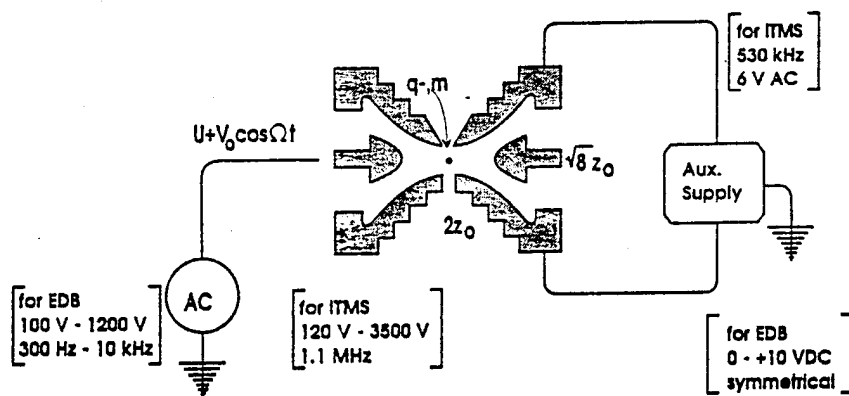 for ITMS
530 kHz
6 V AC
q-,m
U+V₀cosΩt
√8 z₀
Aux.
Supply
2z₀
AC
for EDB
100 V - 1200 V
300 Hz - 10 kHz
for ITMS
120 V - 3500 V
1.1 MHz
for EDB
0 - +10 VDC
symmetrical